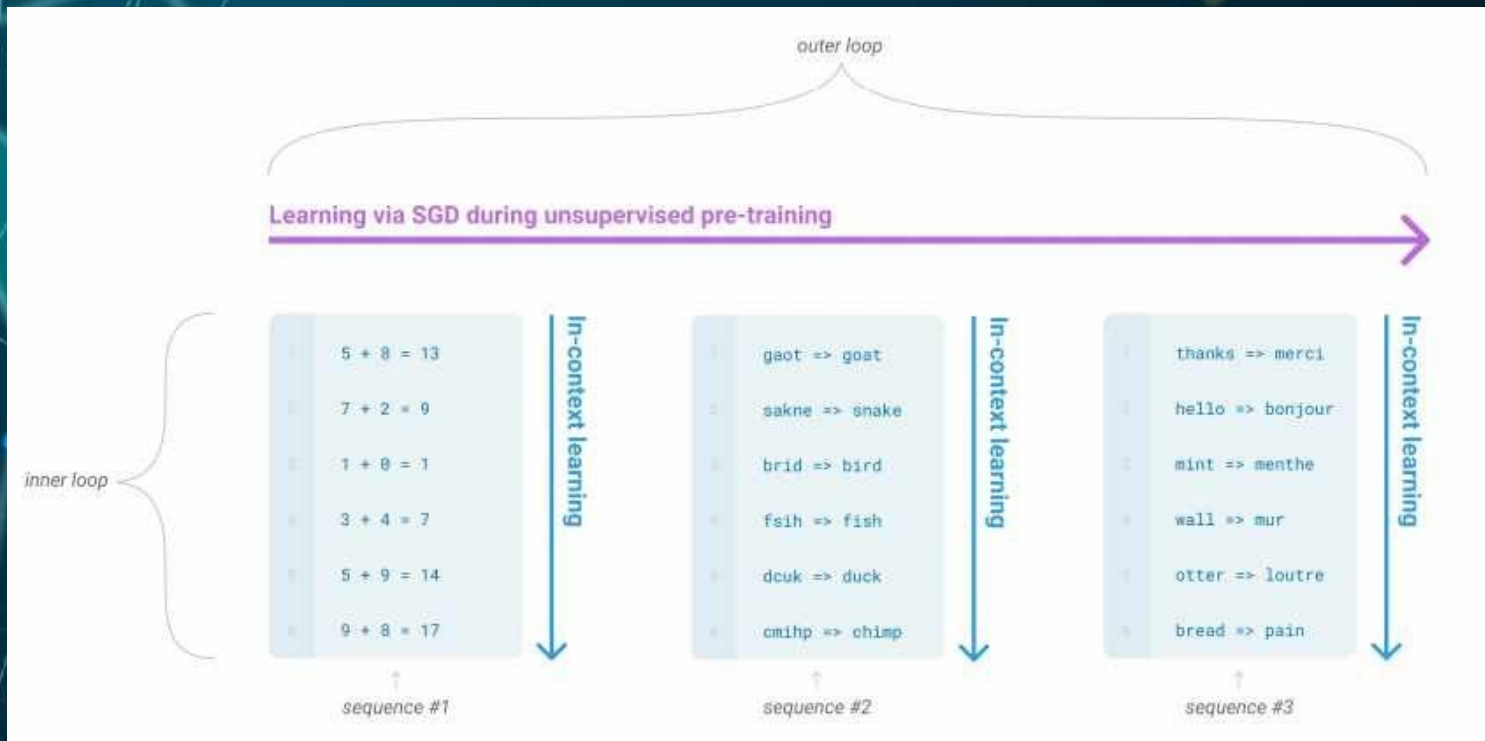 outer loop
Learning via SGD during unsupervised pre-training
inner loop
5 + 8 = 13
7 + 2 = 9
1 + 0 = 1
3 + 4 = 7
5 + 9 = 14
9 + 8 = 17
In-context learning
sequence #1
gaot => goat
sakne => snake
brid => bird
fsih => fish
dcuk => duck
cmihp => chimp
In-context learning
sequence #2
thanks => merci
hello => bonjour
mint => menthe
wall => mur
otter => loutre
bread => pain
In-context learning
sequence #3